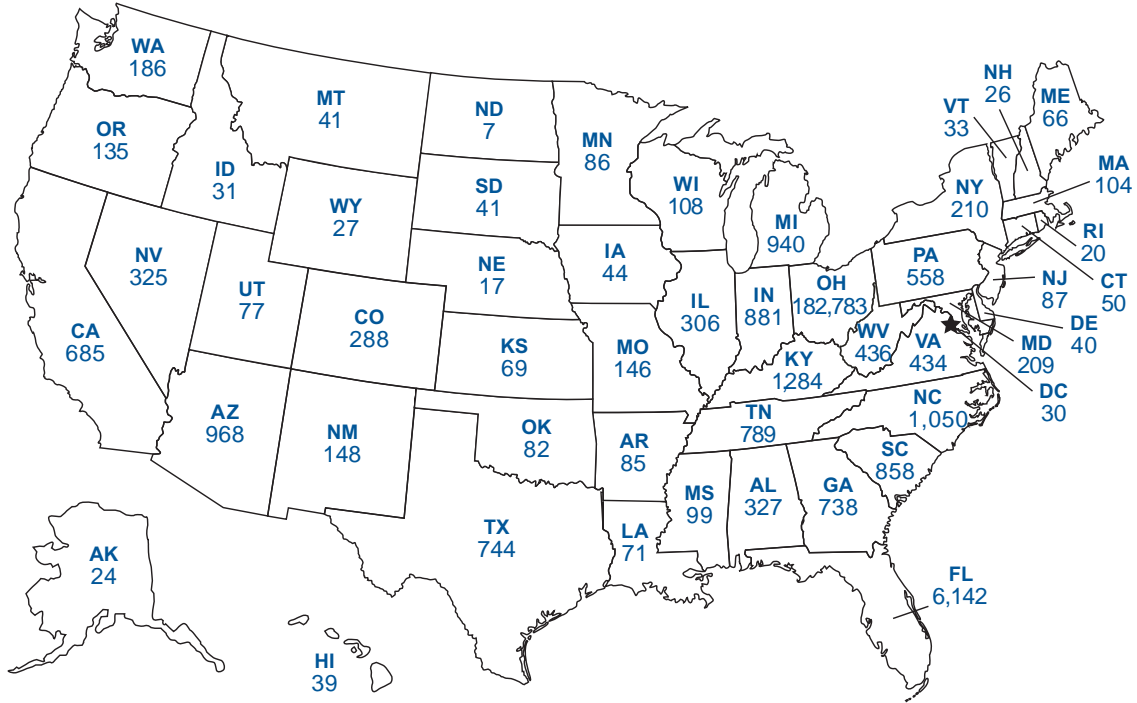 WA
186
MT
41
ND
7
MN
86
OR
135
ID
31
WY
27
SD
41
WI
108
MI
940
NH
26
VT
33
ME
66
MA
104
NY
210
RI
20
CT
50
NV
325
UT
77
NE
17
IA
44
PA
558
NJ
87
CA
685
CO
288
KS
69
IL
306
IN
881
OH
182,783
DE
40
MD
209
DC
30
MO
146
WV
436
VA
434
KY
1,284
AZ
968
NM
148
OK
82
AR
85
TN
789
NC
1,050
SC
858
TX
744
LA
71
MS
99
AL
327
GA
738
AK
24
HI
39
FL
6,142